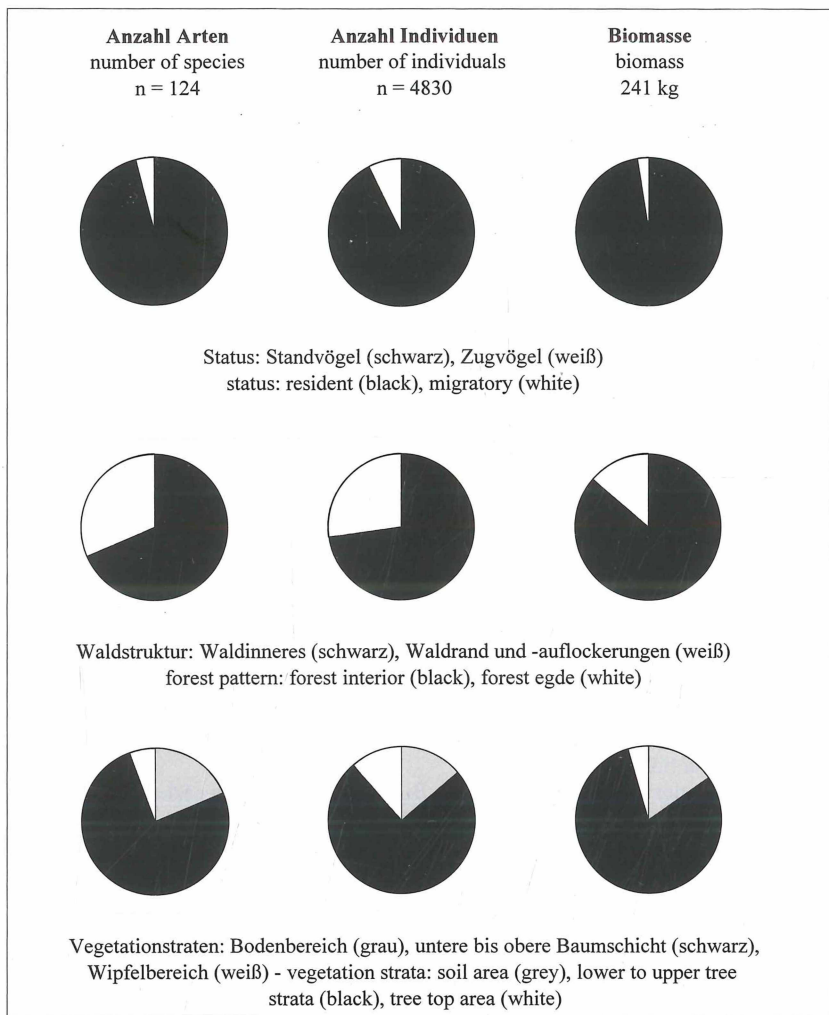 Anzahl Arten
number of species
n = 124
Anzahl Individuen
number of individuals
n = 4830
Biomasse
biomass
241 kg
Status: Standvögel (schwarz), Zugvögel (weiß)
status: resident (black), migratory (white)
Waldstruktur: Waldinneres (schwarz), Waldrand und -auflockerungen (weiß)
forest pattern: forest interior (black), forest egde (white)
Vegetationstraten: Bodenbereich (grau), untere bis obere Baumschicht (schwarz),
Wipfelbereich (weiß) - vegetation strata: soil area (grey), lower to upper tree
strata (black), tree top area (white)